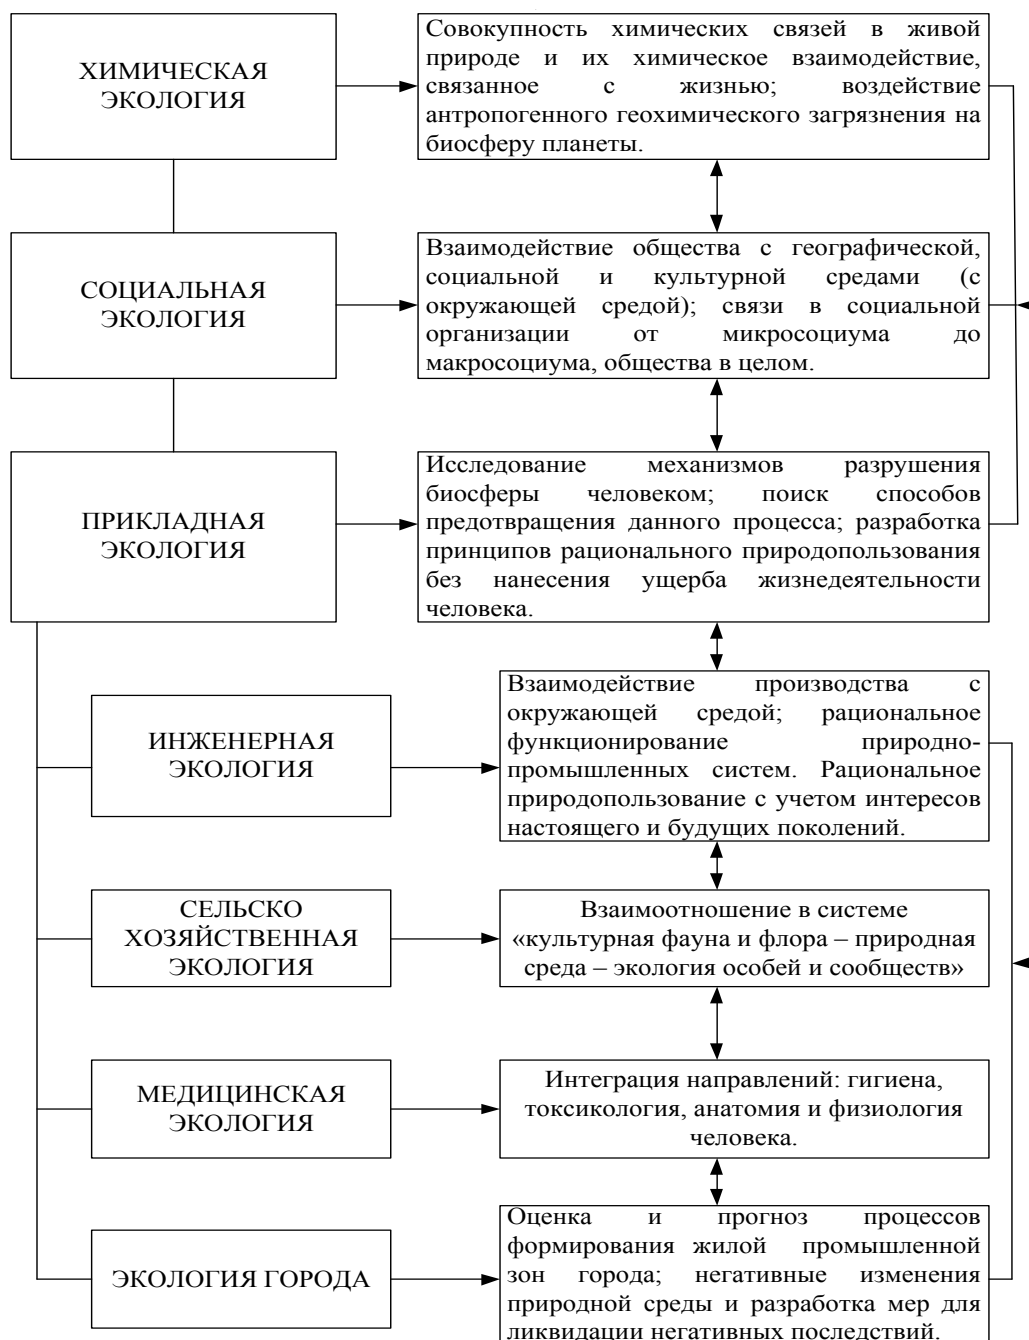 ХИМИЧЕСКАЯ
ЭКОЛОГИЯ
Совокупность химических связей в живой
природе и их химическое взаимодействие,
связанное с жизнью; воздействие
антропогенного геохимического загрязнения на
биосферу планеты.
СОЦИАЛЬНАЯ
ЭКОЛОГИЯ
Взаимодействие общества с географической,
социальной и культурной средами (с
окружающей средой); связи в социальной
организации от микросоциума до
макросоциума, общества в целом.
ПРИКЛАДНАЯ
ЭКОЛОГИЯ
Исследование механизмов разрушения
биосферы человеком; поиск способов
предотвращения данного процесса; разработка
принципов рационального природопользования
без нанесения ущерба жизнедеятельности
человека.
ИНЖЕНЕРНАЯ
ЭКОЛОГИЯ
Взаимодействие производства с
окружающей средой; рациональное
функционирование природно-
промышленных систем. Рациональное
природопользование с учетом интересов
настоящего и будущих поколений.
СЕЛЬСКО
ХОЗЯЙСТВЕННАЯ
ЭКОЛОГИЯ
Взаимоотношение в системе
«культурная фауна и флора – природная
среда – экология особей и сообществ»
МЕДИЦИНСКАЯ
ЭКОЛОГИЯ
Интеграция направлений: гигиена,
токсикология, анатомия и физиология
человека.
ЭКОЛОГИЯ ГОРОДА
Оценка и прогноз процессов
формирования жилой промышленной
зон города; негативные изменения
природной среды и разработка мер для
ликвидации негативных последствий.